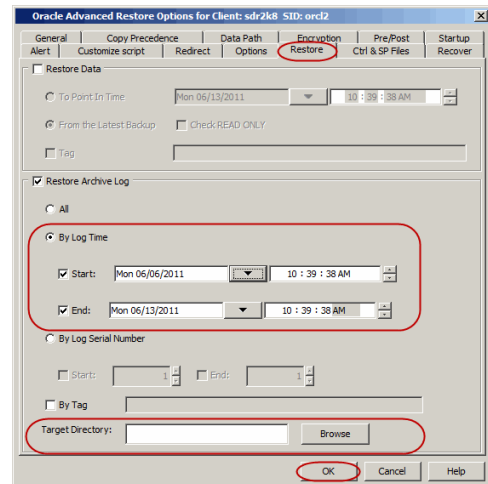 Oracle Advanced Restore Options for Client: sdr2k8 SID: orcl2
General Copy Precedence Data Path Encryption Pre/Post Startup
Alert Customize script Redirect Options Restore Ctrl & SP Files Recover
Restore Data
To Point In Time Mon 06/13/2011 10 : 39 : 38 AM
From the Latest Backup Check READ ONLY
Tag
Restore Archive Log
All
By Log Time
Start: Mon 06/06/2011 10 : 39 : 38 AM
End: Mon 06/13/2011 10 : 39 : 38 AM
By Log Serial Number
Start: 1 End: 1
By Tag
Target Directory: Browse
OK Cancel Help